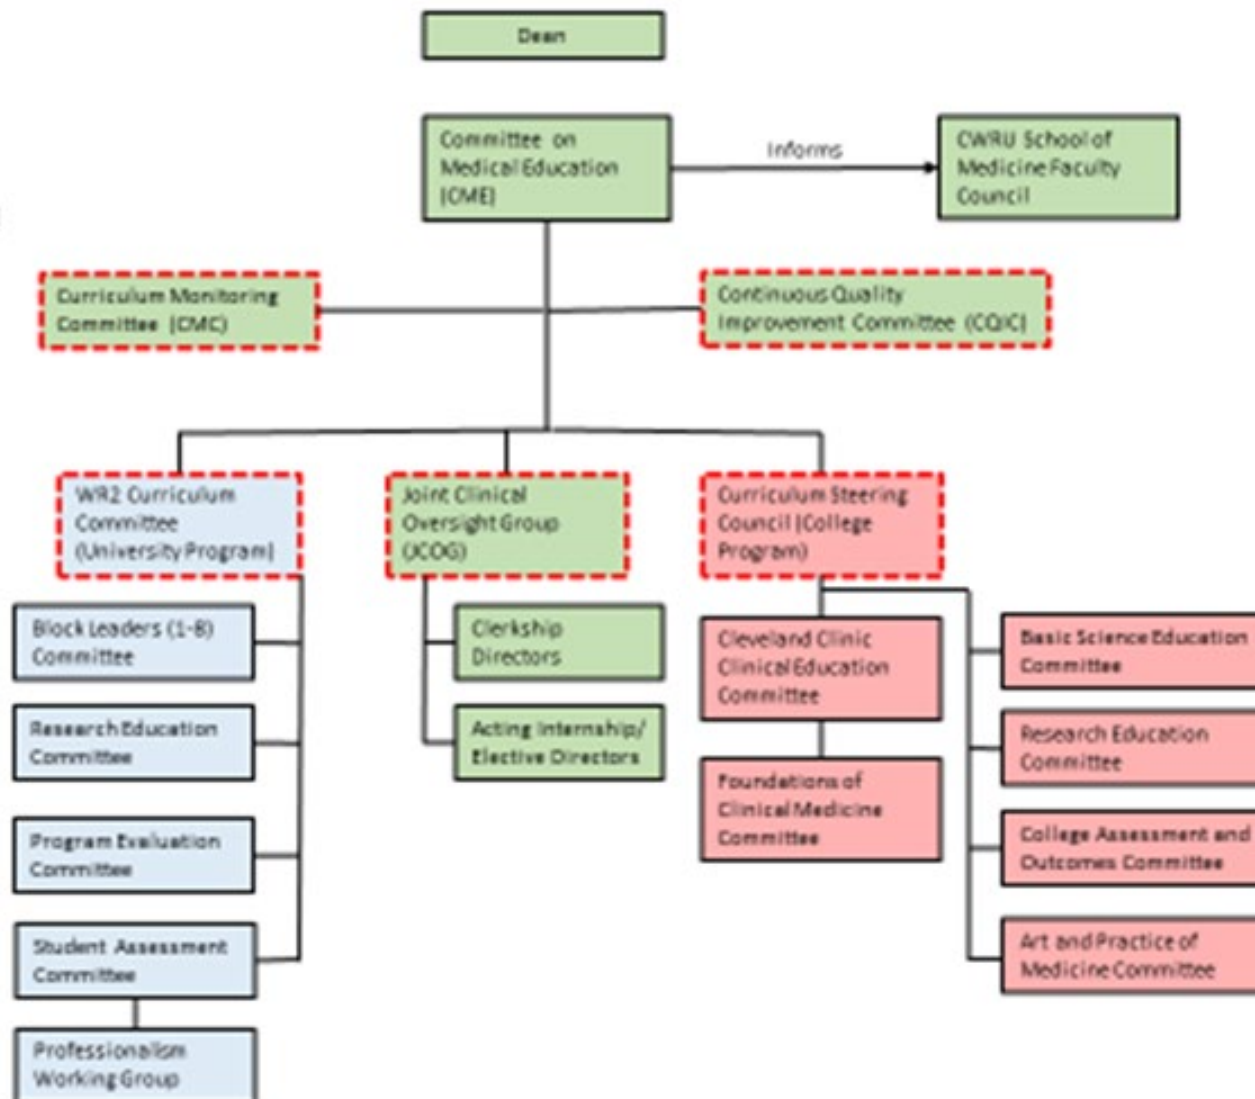 Dean
Committee on
Medical Education
(CME)
Informs
CWRU School of
Medicine Faculty
Council
Curriculum Monitoring
Committee (CMC)
Continuous Quality
Improvement Committee (CQIC)
WR2 Curriculum
Committee
(University Program)
Joint Clinical
Oversight Group
(JCOG)
Curriculum Steering
Council (College
Program)
Block Leaders (1-8)
Committee
Research Education
Committee
Program Evaluation
Committee
Student Assessment
Committee
Professionalism
Working Group
Clerkship
Directors
Acting Internship/
Elective Directors
Cleveland Clinic
Clinical Education
Committee
Foundations of
Clinical Medicine
Committee
Basic Science Education
Committee
Research Education
Committee
College Assessment and
Outcomes Committee
Art and Practice of
Medicine Committee